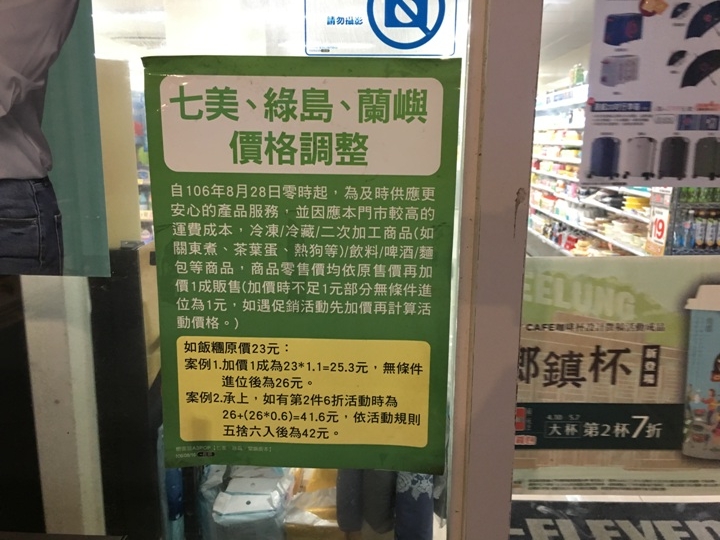 請勿攝影
七美、綠島、蘭嶼
價格調整
自106年8月28日零時起，為及時供應更
安心的產品服務，並因應本門市較高的
運費成本，冷凍/冷藏/二次加工商品(如
關東煮、茶葉蛋、熱狗等)/飲料/啤酒/麵
包等商品，商品零售價均依原售價再加
價1成販售(加價時不足1元部分無條件進
位為1元，如遇促銷活動先加價再計算活
動價格。)
如飯糰原價23元：
案例1.加價1成為23*1.1=25.3元，無條件
進位後為26元。
案例2.承上，如有第2件6折活動時為
26+(26*0.6)=41.6元，依活動規則
五捨六入後為42元。
EELUNG
CAFE
鄉鎮杯
4.30
5.7
大杯 第2杯7折
-ELEVEN